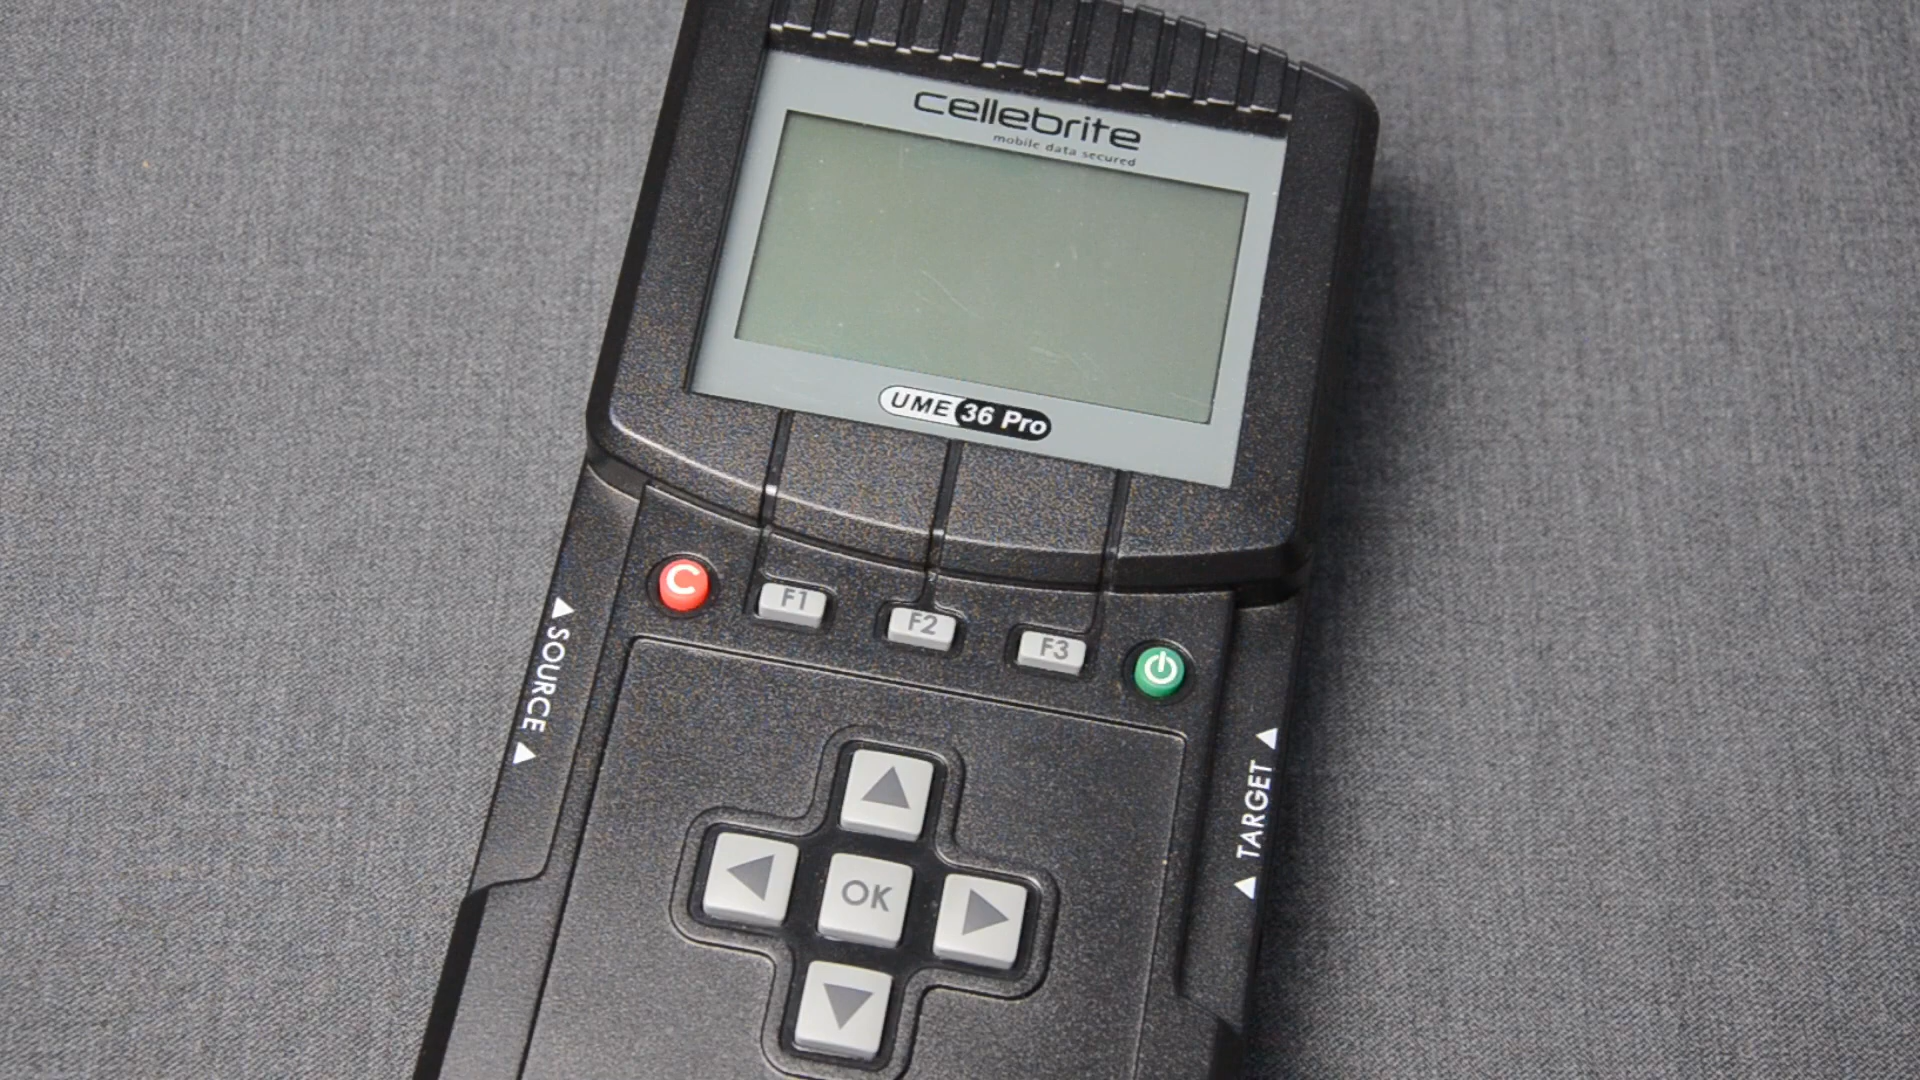 cellebrite
mobile data secured
UME 36 Pro
C
F1
F2
F3
SOURCE
TARGET
OK